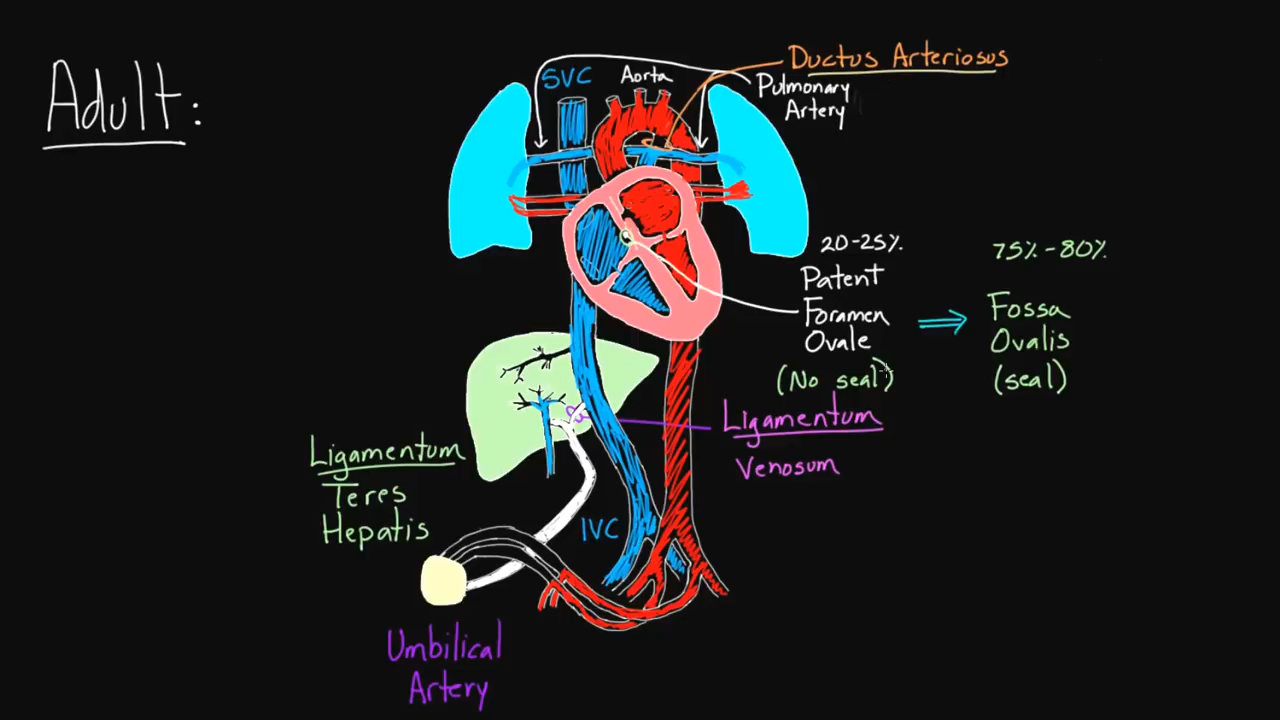 Adult:
SVC
Aorta
Ductus Arteriosus
Pulmonary
Artery
20-25%
Patent
Foramen
Ovale
(No seal)
75%-80%
Fossa
Ovalis
(seal)
Ligamentum
Venosum
Ligamentum
Teres
Hepatis
IVC
Umbilical
Artery